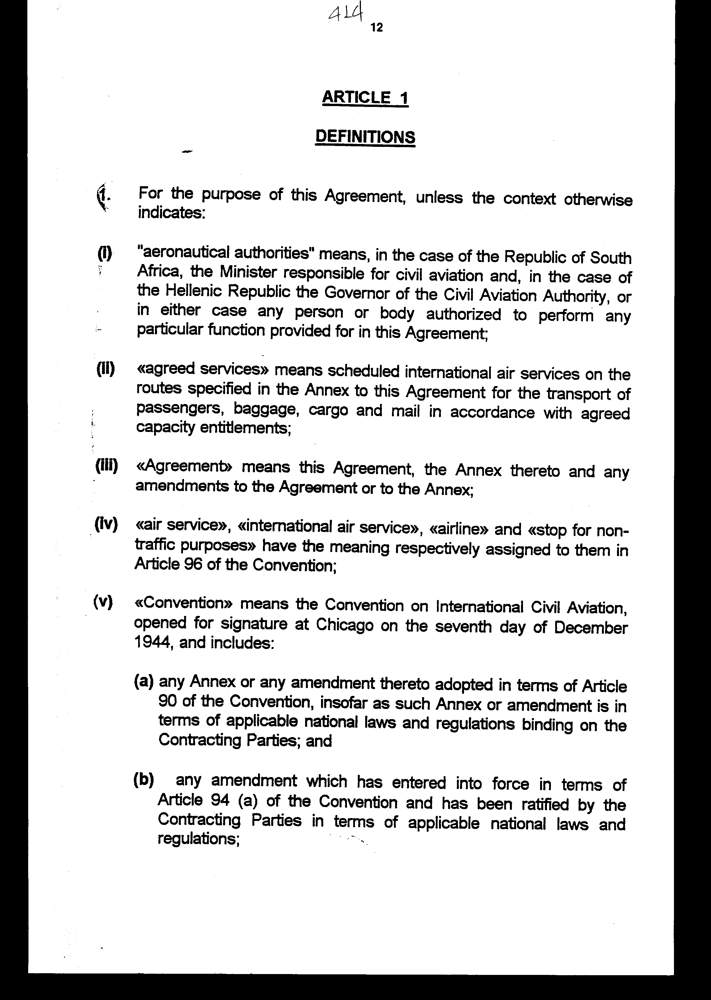 414
12
ARTICLE 1
DEFINITIONS
1. For the purpose of this Agreement, unless the context otherwise
indicates:
(i) "aeronautical authorities" means, in the case of the Republic of South
Africa, the Minister responsible for civil aviation and, in the case of
the Hellenic Republic the Governor of the Civil Aviation Authority, or
in either case any person or body authorized to perform any
particular function provided for in this Agreement;
(ii) «agreed services» means scheduled international air services on the
routes specified in the Annex to this Agreement for the transport of
passengers, baggage, cargo and mail in accordance with agreed
capacity entitlements;
(iii) «Agreement» means this Agreement, the Annex thereto and any
amendments to the Agreement or to the Annex;
(iv) «air service», «international air service», «airline» and «stop for non-
traffic purposes» have the meaning respectively assigned to them in
Article 96 of the Convention;
(v) «Convention» means the Convention on International Civil Aviation,
opened for signature at Chicago on the seventh day of December
1944, and includes:
(a) any Annex or any amendment thereto adopted in terms of Article
90 of the Convention, insofar as such Annex or amendment is in
terms of applicable national laws and regulations binding on the
Contracting Parties; and
(b) any amendment which has entered into force in terms of
Article 94 (a) of the Convention and has been ratified by the
Contracting Parties in terms of applicable national laws and
regulations;